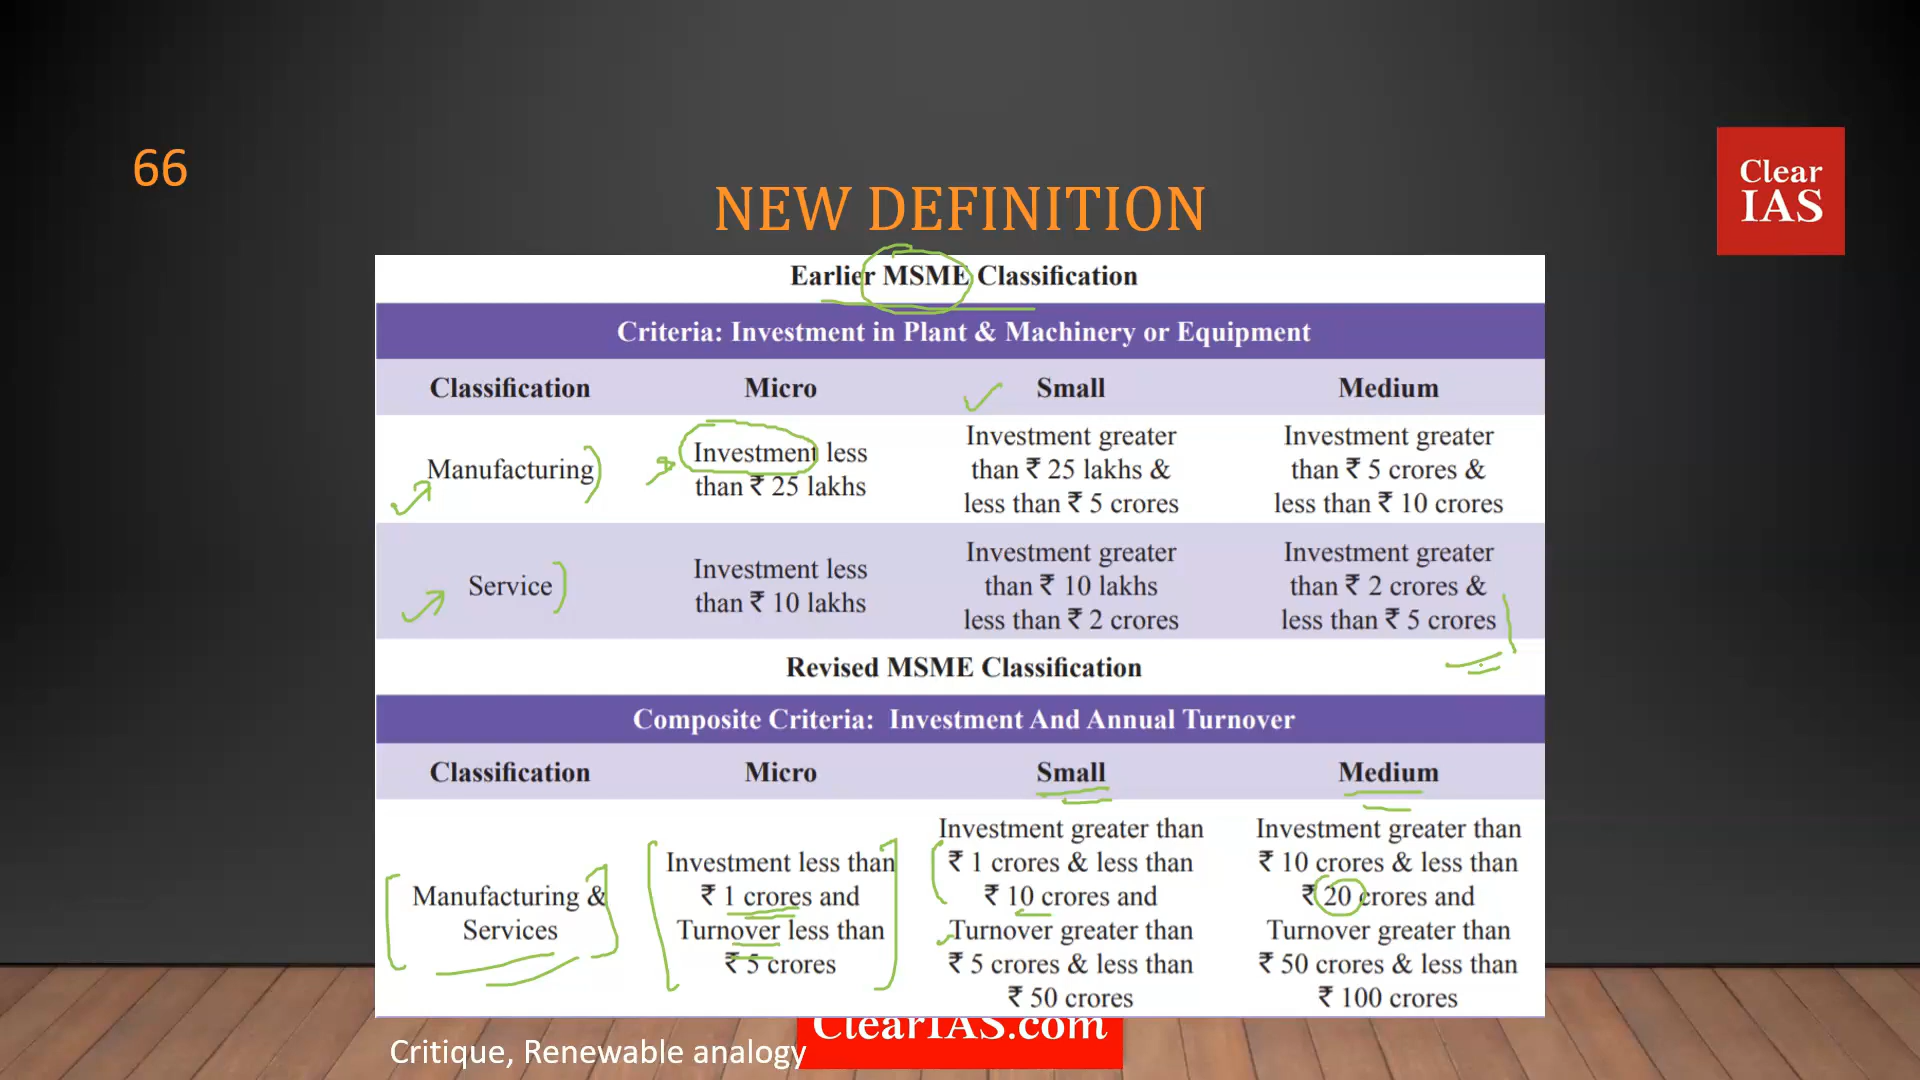 66
Clear
IAS
NEW DEFINITION
Earlier MSME Classification
Criteria: Investment in Plant & Machinery or Equipment
Classification Micro Small Medium
Manufacturing
Investment less
than ₹ 25 lakhs
Investment greater
than ₹ 25 lakhs &
less than ₹ 5 crores
Investment greater
than ₹ 5 crores &
less than ₹ 10 crores
Service
Investment less
than ₹ 10 lakhs
Investment greater
than ₹ 10 lakhs
less than ₹ 2 crores
Investment greater
than ₹ 2 crores &
less than ₹ 5 crores
Revised MSME Classification
Composite Criteria: Investment And Annual Turnover
Classification Micro Small Medium
Manufacturing &
Services
Investment less than
₹ 1 crores and
Turnover less than
₹ 5 crores
Investment greater than
₹ 1 crores & less than
₹ 10 crores and
Turnover greater than
₹ 5 crores & less than
₹ 50 crores
Investment greater than
₹ 10 crores & less than
₹ 20 crores and
Turnover greater than
₹ 50 crores & less than
₹ 100 crores
ClearIAS.com
Critique, Renewable analogy